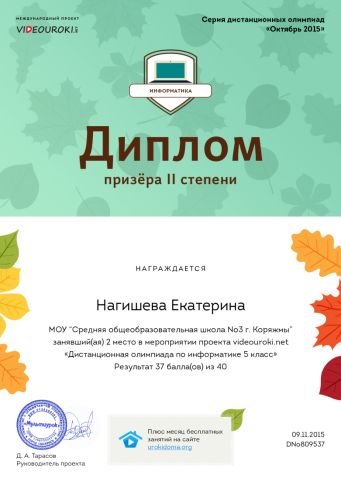 МЕЖДУНАРОДНЫЙ ПРОЕКТ
VIDEOUROKI.NET
Серия дистанционных олимпиад
«Октябрь 2015»
ИНФОРМАТИКА
Диплом
призёра II степени
НАГРАЖДАЕТСЯ
Нагишева Екатерина
МОУ "Средняя общеобразовательная школа No3 г. Коряжмы"
занявший(ая) 2 место в мероприятии проекта videouroki.net
«Дистанционная олимпиада по информатике 5 класс»
Результат 37 балла(ов) из 40
«Мультиурок»
Д. А. Тарасов
Руководитель проекта
Плюс месяц бесплатных
занятий на сайте
urokidoma.org
09.11.2015
DNo809537